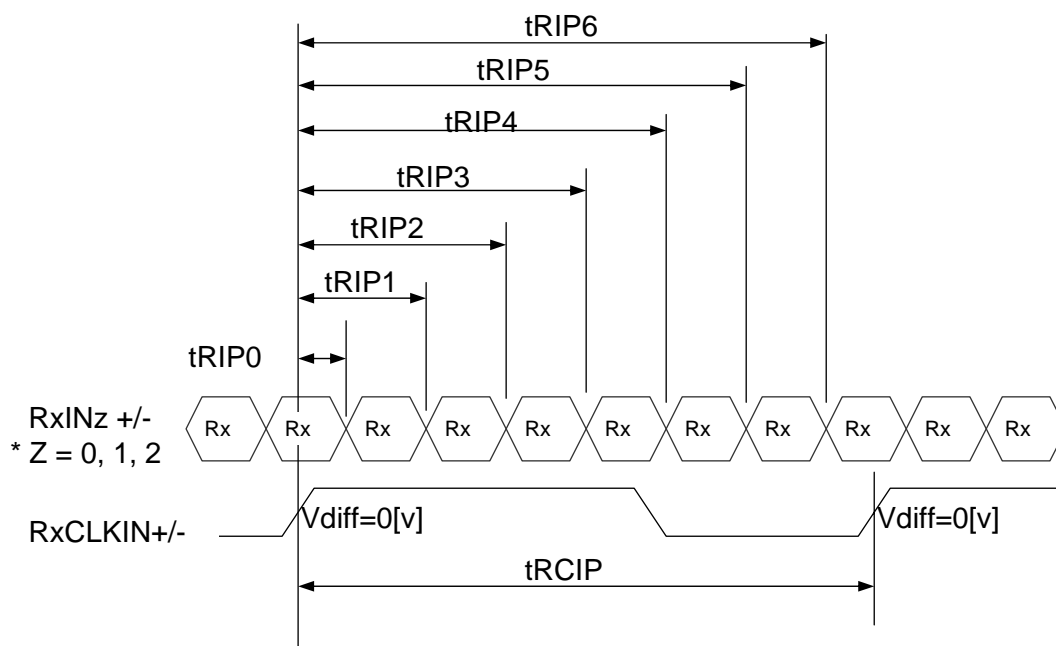 tRIP6
tRIP5
tRIP4
tRIP3
tRIP2
tRIP1
tRIP0
RxINz +/-
* Z = 0, 1, 2
Rx Rx Rx Rx Rx Rx Rx Rx Rx Rx Rx
RxCLKIN+/-
Vdiff=0[v] Vdiff=0[v]
tRCIP